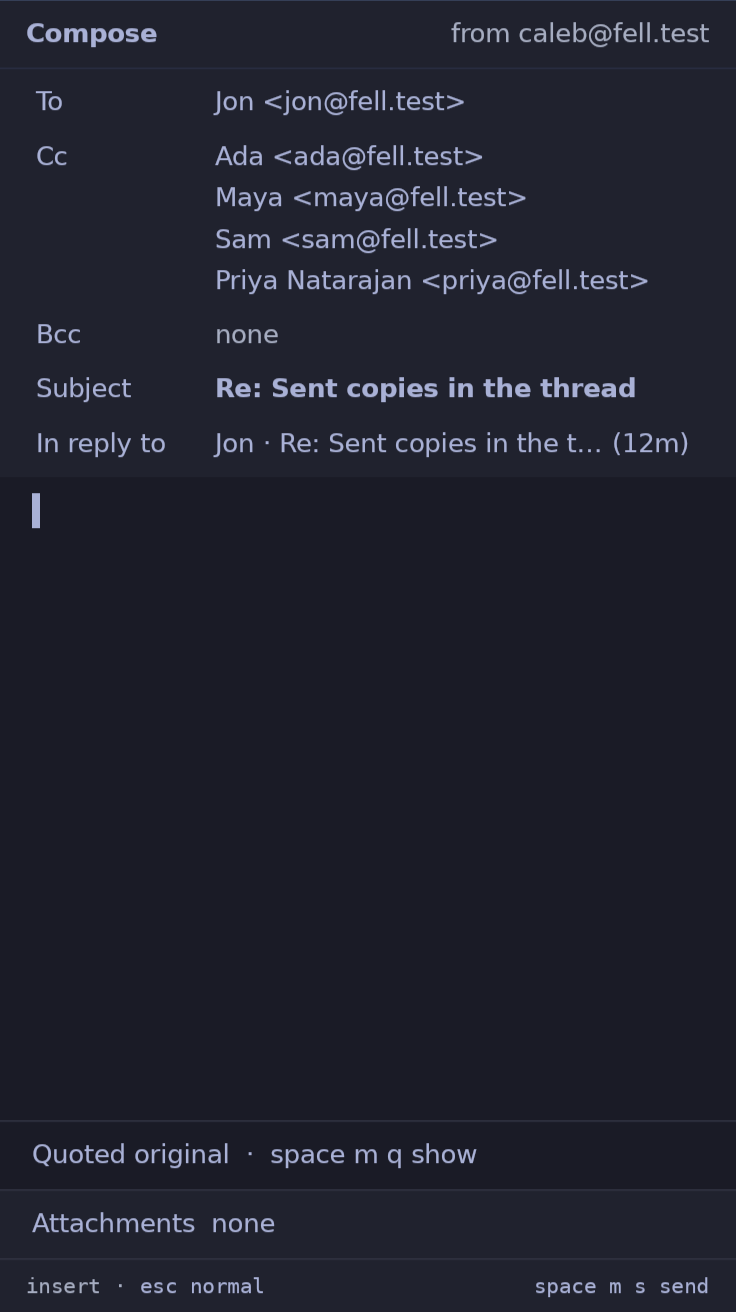 Compose from caleb@fell.test
To Jon <jon@fell.test>
Cc Ada <ada@fell.test>
Maya <maya@fell.test>
Sam <sam@fell.test>
Priya Natarajan <priya@fell.test>
Bcc none
Subject Re: Sent copies in the thread
In reply to Jon · Re: Sent copies in the t… (12m)
Quoted original · space m q show
Attachments none
insert · esc normal space m s send